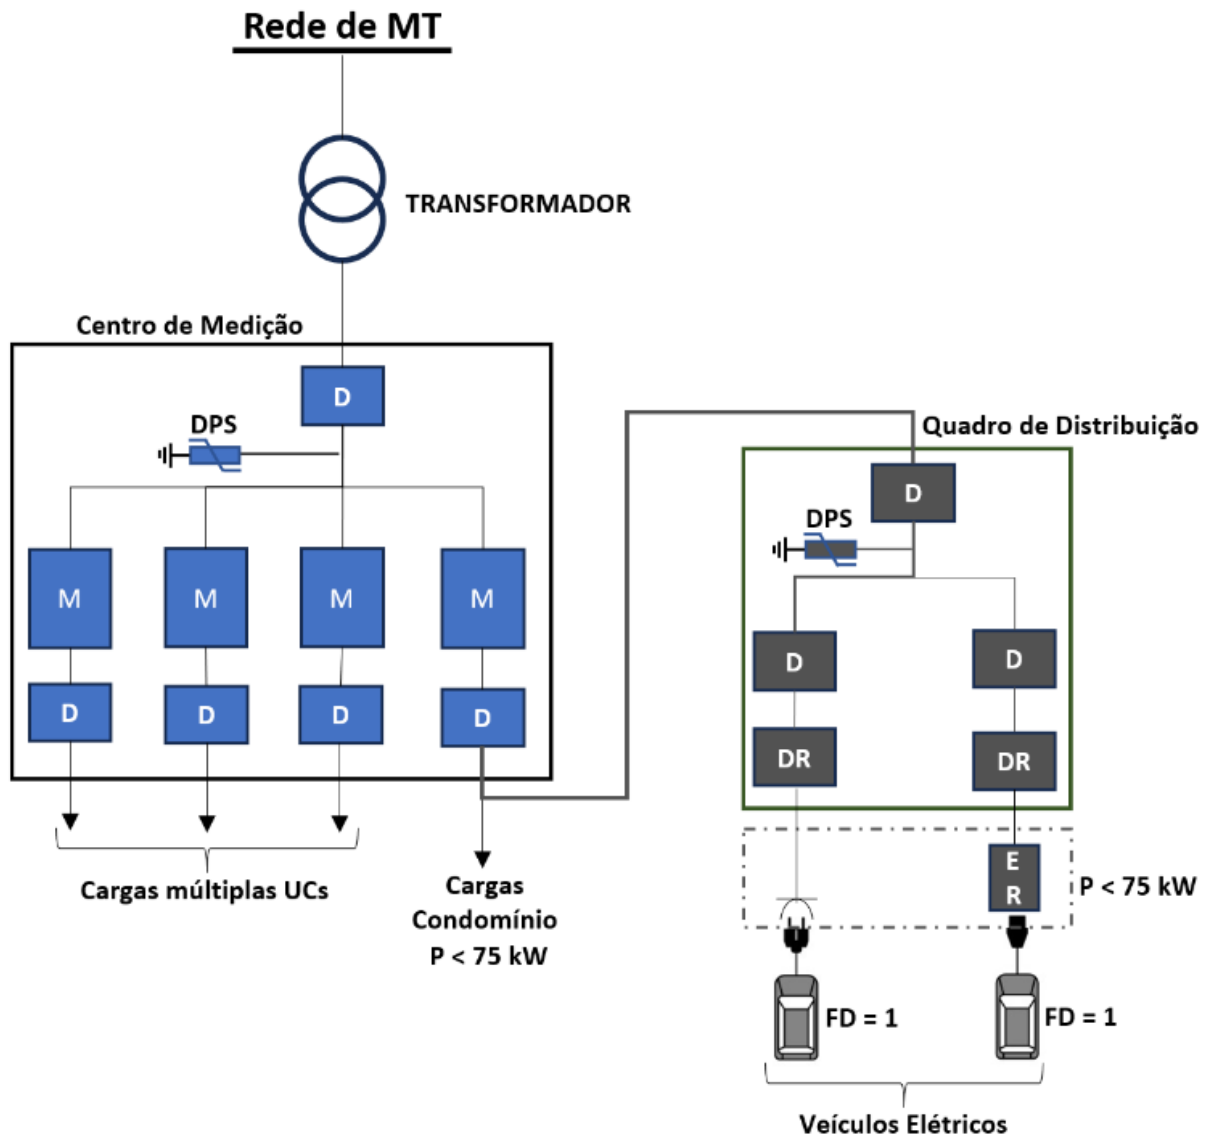 Rede de MT
TRANSFORMADOR
Centro de Medição
D
DPS
M
M
M
M
D
D
D
D
Cargas múltiplas UCs
Cargas
Condomínio
P < 75 kW
Quadro de Distribuição
D
DPS
D
D
DR
DR
E
R
P < 75 kW
FD = 1
FD = 1
Veículos Elétricos